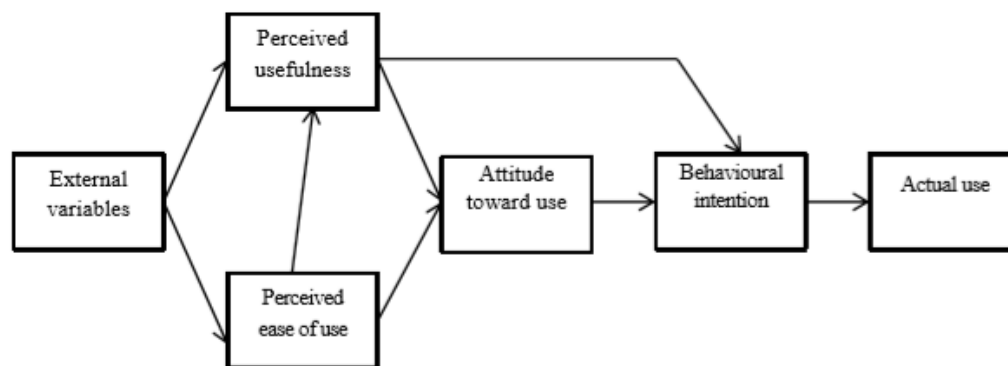 Perceived
usefulness
External
variables
Attitude
toward use
Behavioural
intention
Actual use
Perceived
ease of use